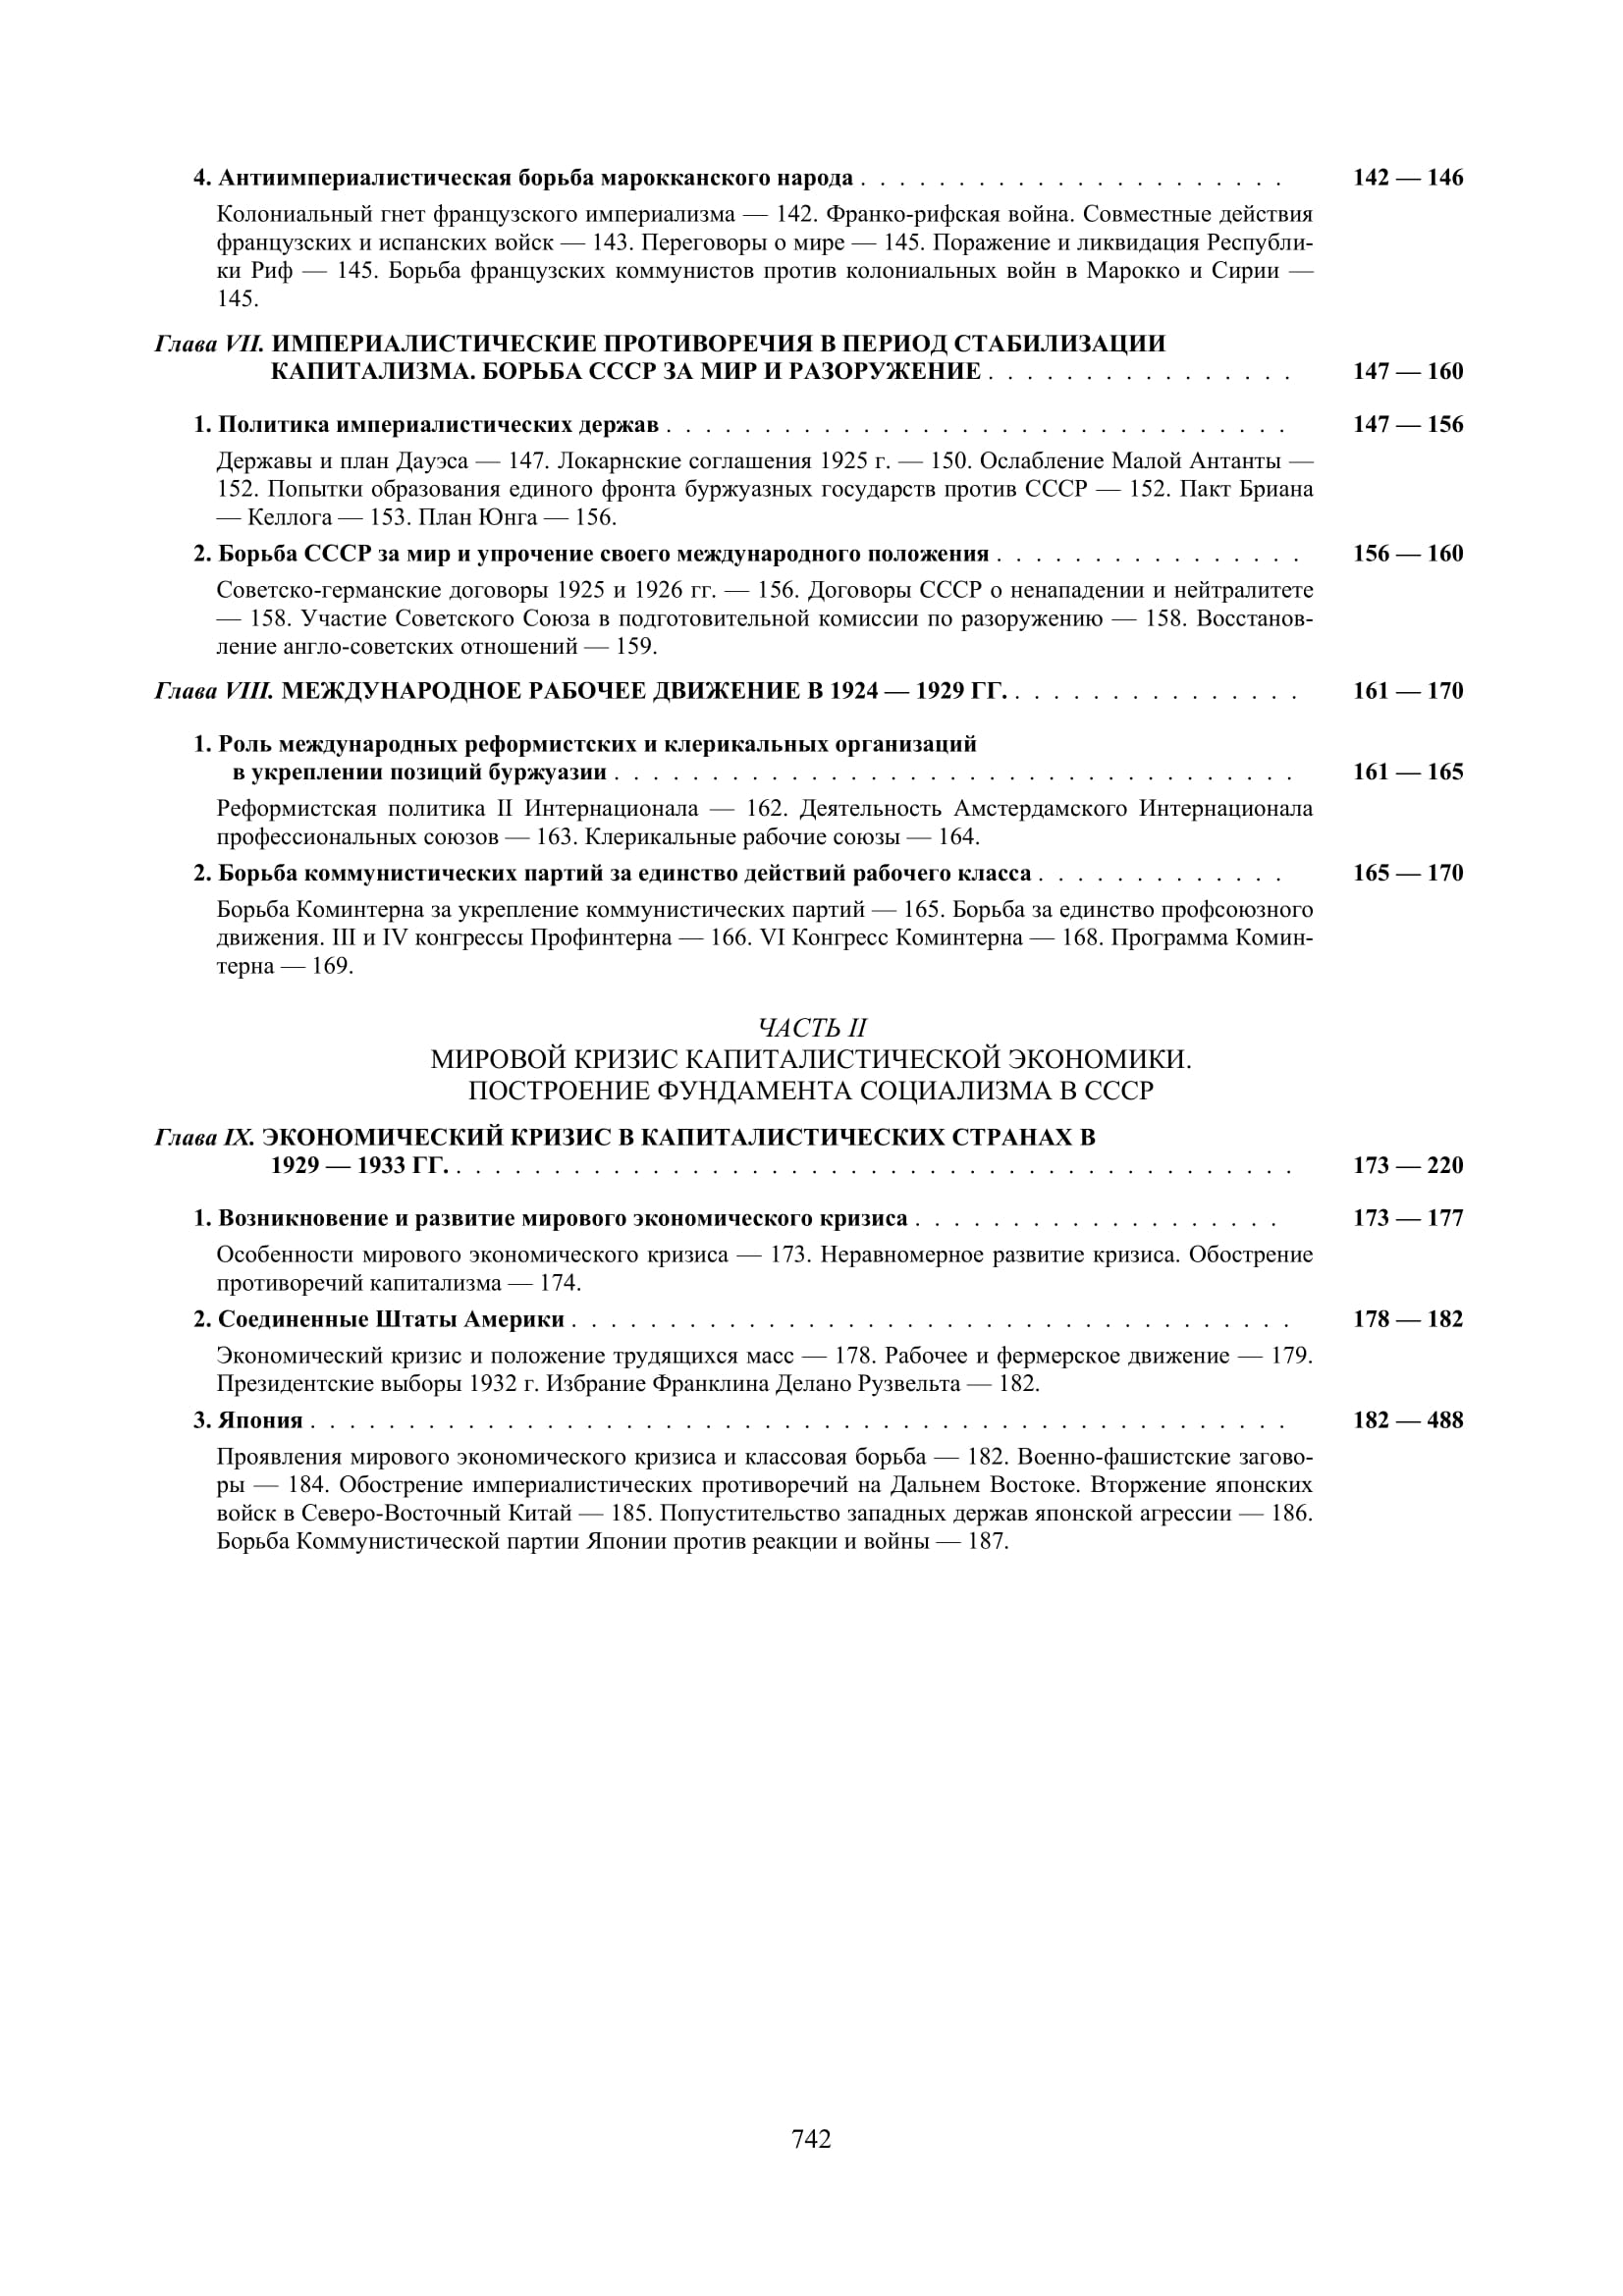 4. Антиимпериалистическая борьба марокканского народа . . . . . . . . . . . . . . . . . . . . . . 142 — 146
Колониальный гнет французского империализма — 142. Франко-рифская война. Совместные действия
французских и испанских войск — 143. Переговоры о мире — 145. Поражение и ликвидация Республи-
ки Риф — 145. Борьба французских коммунистов против колониальных войн в Марокко и Сирии —
145.
Глава VII. ИМПЕРИАЛИСТИЧЕСКИЕ ПРОТИВОРЕЧИЯ В ПЕРИОД СТАБИЛИЗАЦИИ
КАПИТАЛИЗМА. БОРЬБА СССР ЗА МИР И РАЗОРУЖЕНИЕ . . . . . . . . . . . . . . . . 147 — 160
1. Политика империалистических держав . . . . . . . . . . . . . . . . . . . . . . . . . . . . . . . . 147 — 156
Державы и план Дауэса — 147. Локарнские соглашения 1925 г. — 150. Ослабление Малой Антанты —
152. Попытки образования единого фронта буржуазных государств против СССР — 152. Пакт Бриана
— Келлога — 153. План Юнга — 156.
2. Борьба СССР за мир и упрочение своего международного положения . . . . . . . . . . . . . . . . 156 — 160
Советско-германские договоры 1925 и 1926 гг. — 156. Договоры СССР о ненападении и нейтралитете
— 158. Участие Советского Союза в подготовительной комиссии по разоружению — 158. Восстанов-
ление англо-советских отношений — 159.
Глава VIII. МЕЖДУНАРОДНОЕ РАБОЧЕЕ ДВИЖЕНИЕ В 1924 — 1929 ГГ. . . . . . . . . . . . . . . . 161 — 170
1. Роль международных реформистских и клерикальных организаций
в укреплении позиций буржуазии . . . . . . . . . . . . . . . . . . . . . . . . . . . . . . . . . . . 161 — 165
Реформистская политика II Интернационала — 162. Деятельность Амстердамского Интернационала
профессиональных союзов — 163. Клерикальные рабочие союзы — 164.
2. Борьба коммунистических партий за единство действий рабочего класса . . . . . . . . . . . . . 165 — 170
Борьба Коминтерна за укрепление коммунистических партий — 165. Борьба за единство профсоюзного
движения. III и IV конгрессы Профинтерна — 166. VI Конгресс Коминтерна — 168. Программа Комин-
терна — 169.
ЧАСТЬ II
МИРОВОЙ КРИЗИС КАПИТАЛИСТИЧЕСКОЙ ЭКОНОМИКИ.
ПОСТРОЕНИЕ ФУНДАМЕНТА СОЦИАЛИЗМА В СССР
Глава IX. ЭКОНОМИЧЕСКИЙ КРИЗИС В КАПИТАЛИСТИЧЕСКИХ СТРАНАХ В
1929 — 1933 ГГ. . . . . . . . . . . . . . . . . . . . . . . . . . . . . . . . . . . . . . . . . . . . 173 — 220
1. Возникновение и развитие мирового экономического кризиса . . . . . . . . . . . . . . . . . . . 173 — 177
Особенности мирового экономического кризиса — 173. Неравномерное развитие кризиса. Обострение
противоречий капитализма — 174.
2. Соединенные Штаты Америки . . . . . . . . . . . . . . . . . . . . . . . . . . . . . . . . . . . . . 178 — 182
Экономический кризис и положение трудящихся масс — 178. Рабочее и фермерское движение — 179.
Президентские выборы 1932 г. Избрание Франклина Делано Рузвельта — 182.
3. Япония . . . . . . . . . . . . . . . . . . . . . . . . . . . . . . . . . . . . . . . . . . . . . . . . . . 182 — 488
Проявления мирового экономического кризиса и классовая борьба — 182. Военно-фашистские загово-
ры — 184. Обострение империалистических противоречий на Дальнем Востоке. Вторжение японских
войск в Северо-Восточный Китай — 185. Попустительство западных держав японской агрессии — 186.
Борьба Коммунистической партии Японии против реакции и войны — 187.
742